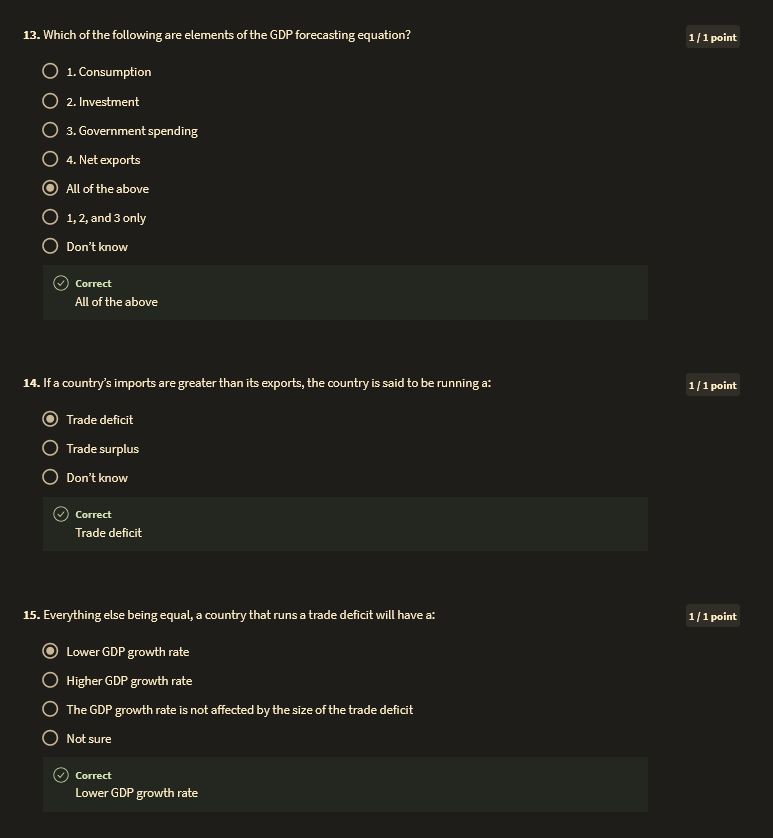 13. Which of the following are elements of the GDP forecasting equation?
1 / 1 point
1. Consumption
2. Investment
3. Government spending
4. Net exports
All of the above
1, 2, and 3 only
Don't know
Correct
All of the above
14. If a country's imports are greater than its exports, the country is said to be running a:
1 / 1 point
Trade deficit
Trade surplus
Don't know
Correct
Trade deficit
15. Everything else being equal, a country that runs a trade deficit will have a:
1 / 1 point
Lower GDP growth rate
Higher GDP growth rate
The GDP growth rate is not affected by the size of the trade deficit
Not sure
Correct
Lower GDP growth rate